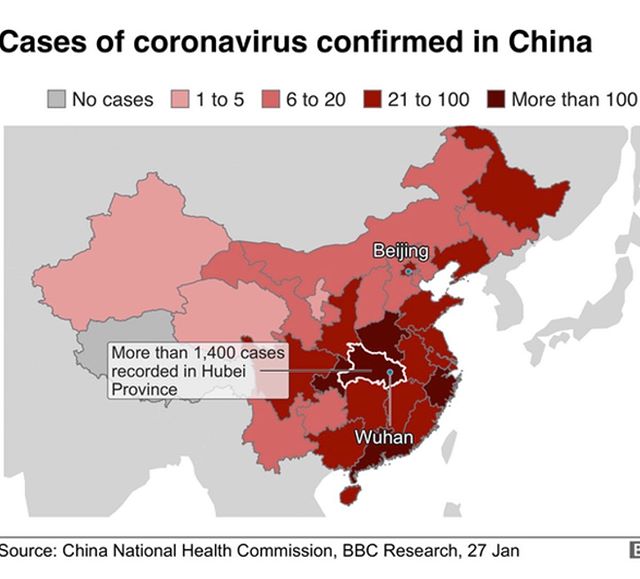 Cases of coronavirus confirmed in China
No cases
1 to 5
6 to 20
21 to 100
More than 100
Beijing
More than 1,400 cases
recorded in Hubei
Province
Wuhan
Source: China National Health Commission, BBC Research, 27 Jan